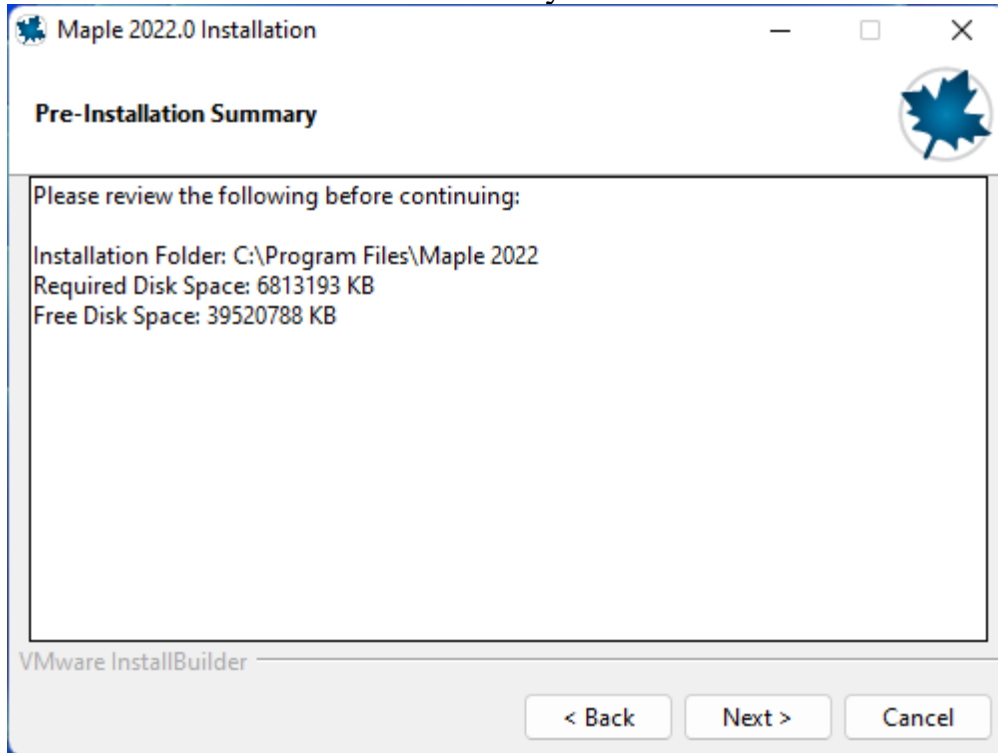 Maple 2022.0 Installation
Pre-Installation Summary
Please review the following before continuing:
Installation Folder: C:\Program Files\Maple 2022
Required Disk Space: 6813193 KB
Free Disk Space: 39520788 KB
VMware InstallBuilder
< Back Next > Cancel